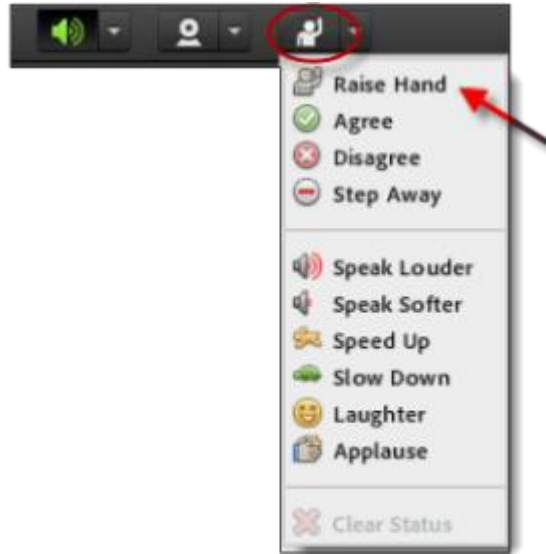 Raise Hand
Agree
Disagree
Step Away
Speak Louder
Speak Softer
Speed Up
Slow Down
Laughter
Applause
Clear Status